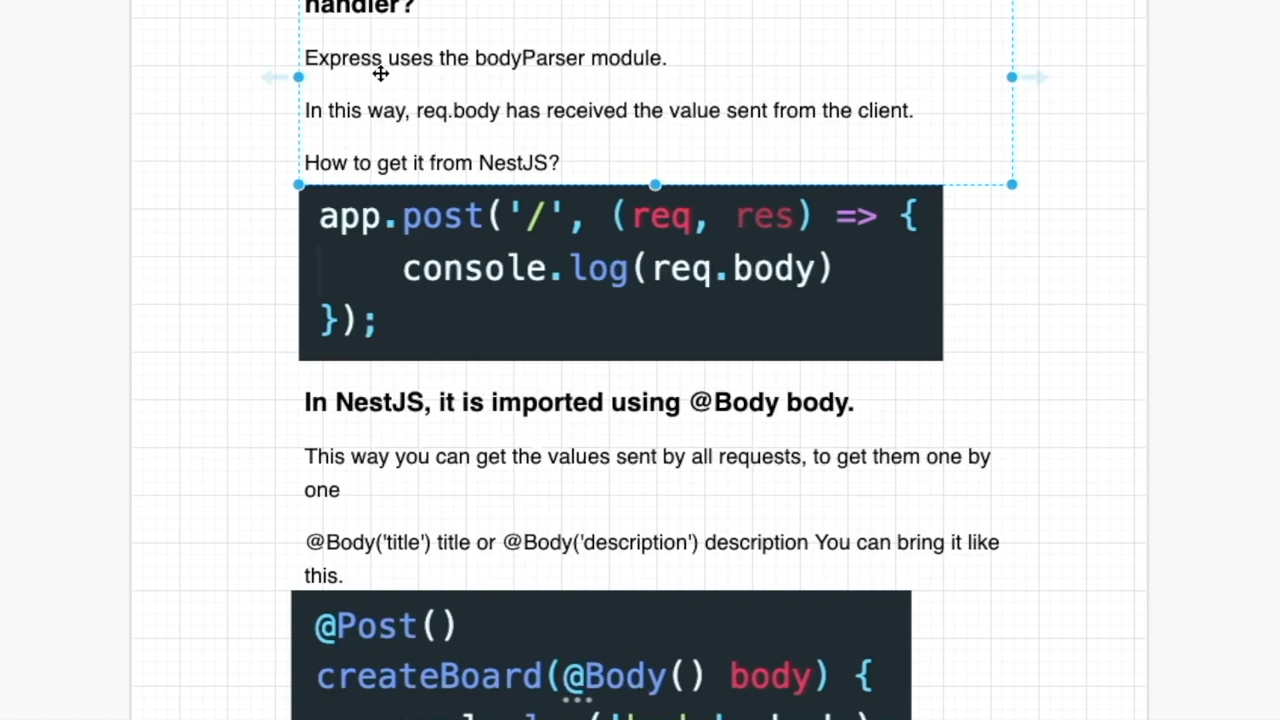 handler?
Express uses the bodyParser module.
In this way, req.body has received the value sent from the client.
How to get it from NestJS?
app.post('/', (req, res) => {
console.log(req.body)
});
In NestJS, it is imported using @Body body.
This way you can get the values sent by all requests, to get them one by
one
@Body('title') title or @Body('description') description You can bring it like
this.
@Post()
createBoard(@Body() body) {